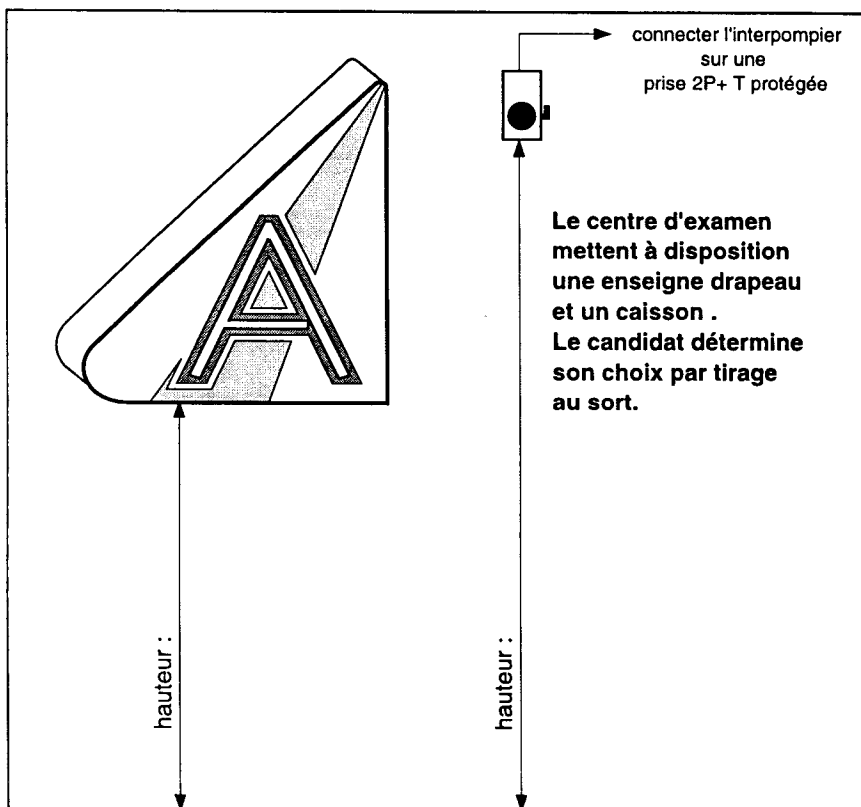 connecter l'interpompier
sur une
prise 2P+ T protégée
Le centre d'examen
mettent à disposition
une enseigne drapeau
et un caisson .
Le candidat détermine
son choix par tirage
au sort.
A
hauteur :
hauteur :